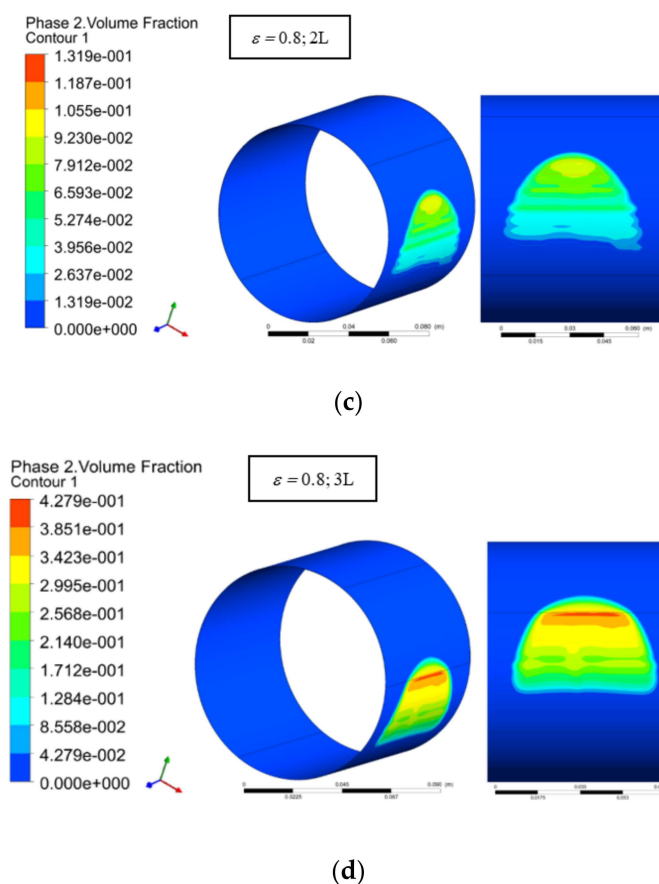 Phase 2.Volume Fraction
Contour 1
1.319e-001
1.187e-001
1.055e-001
9.230e-002
7.912e-002
6.593e-002
5.274e-002
3.956e-002
2.637e-002
1.319e-002
0.000e+000
ε = 0.8; 2L
0 0.04 0.080 (m)
0.02 0.060
0 0.03 0.060 (m)
0.015 0.045
(c)
Phase 2.Volume Fraction
Contour 1
4.279e-001
3.851e-001
3.423e-001
2.995e-001
2.568e-001
2.140e-001
1.712e-001
1.284e-001
8.558e-002
4.279e-002
0.000e+000
ε = 0.8; 3L
0 0.045 0.090 (m)
0.0225 0.067
0
0.0175 0.053
(d)